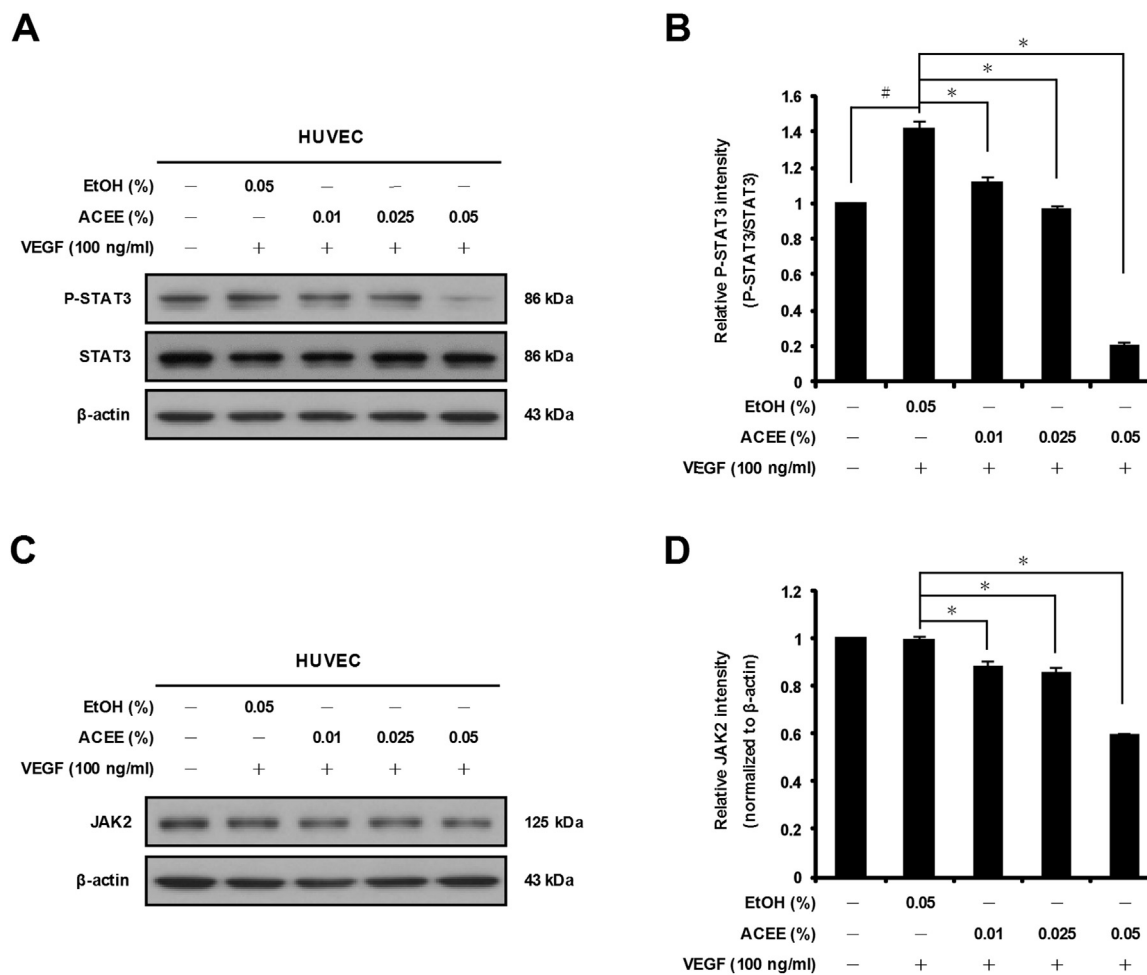 A
HUVEC
EtOH (%) – 0.05 – – –
ACEE (%) – – 0.01 0.025 0.05
VEGF (100 ng/ml) – + + + +
P-STAT3 86 kDa
STAT3 86 kDa
β-actin 43 kDa
B
Relative P-STAT3 intensity
(P-STAT3/STAT3)
1.6
1.4
1.2
1
0.8
0.6
0.4
0.2
0
# * * *
EtOH (%) – 0.05 – – –
ACEE (%) – – 0.01 0.025 0.05
VEGF (100 ng/ml) – + + + +
C
HUVEC
EtOH (%) – 0.05 – – –
ACEE (%) – – 0.01 0.025 0.05
VEGF (100 ng/ml) – + + + +
JAK2 125 kDa
β-actin 43 kDa
D
Relative JAK2 intensity
(normalized to β-actin)
1.2
1
0.8
0.6
0.4
0.2
0
* * *
EtOH (%) – 0.05 – – –
ACEE (%) – – 0.01 0.025 0.05
VEGF (100 ng/ml) – + + + +